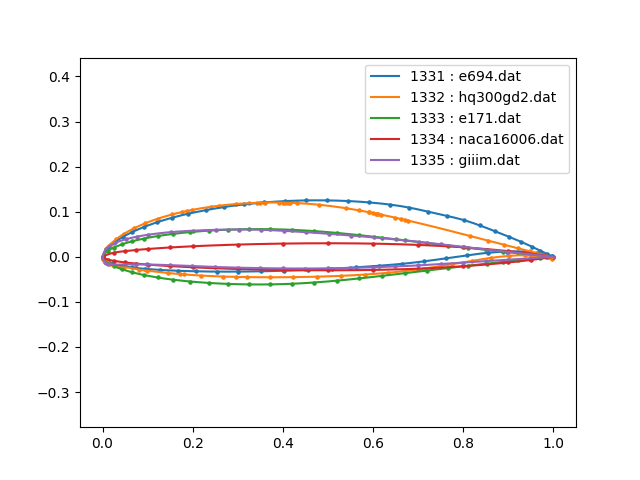 0.4
0.3
0.2
0.1
0.0
−0.1
−0.2
−0.3
0.0 0.2 0.4 0.6 0.8 1.0
1331 : e694.dat
1332 : hq300gd2.dat
1333 : e171.dat
1334 : naca16006.dat
1335 : giiim.dat